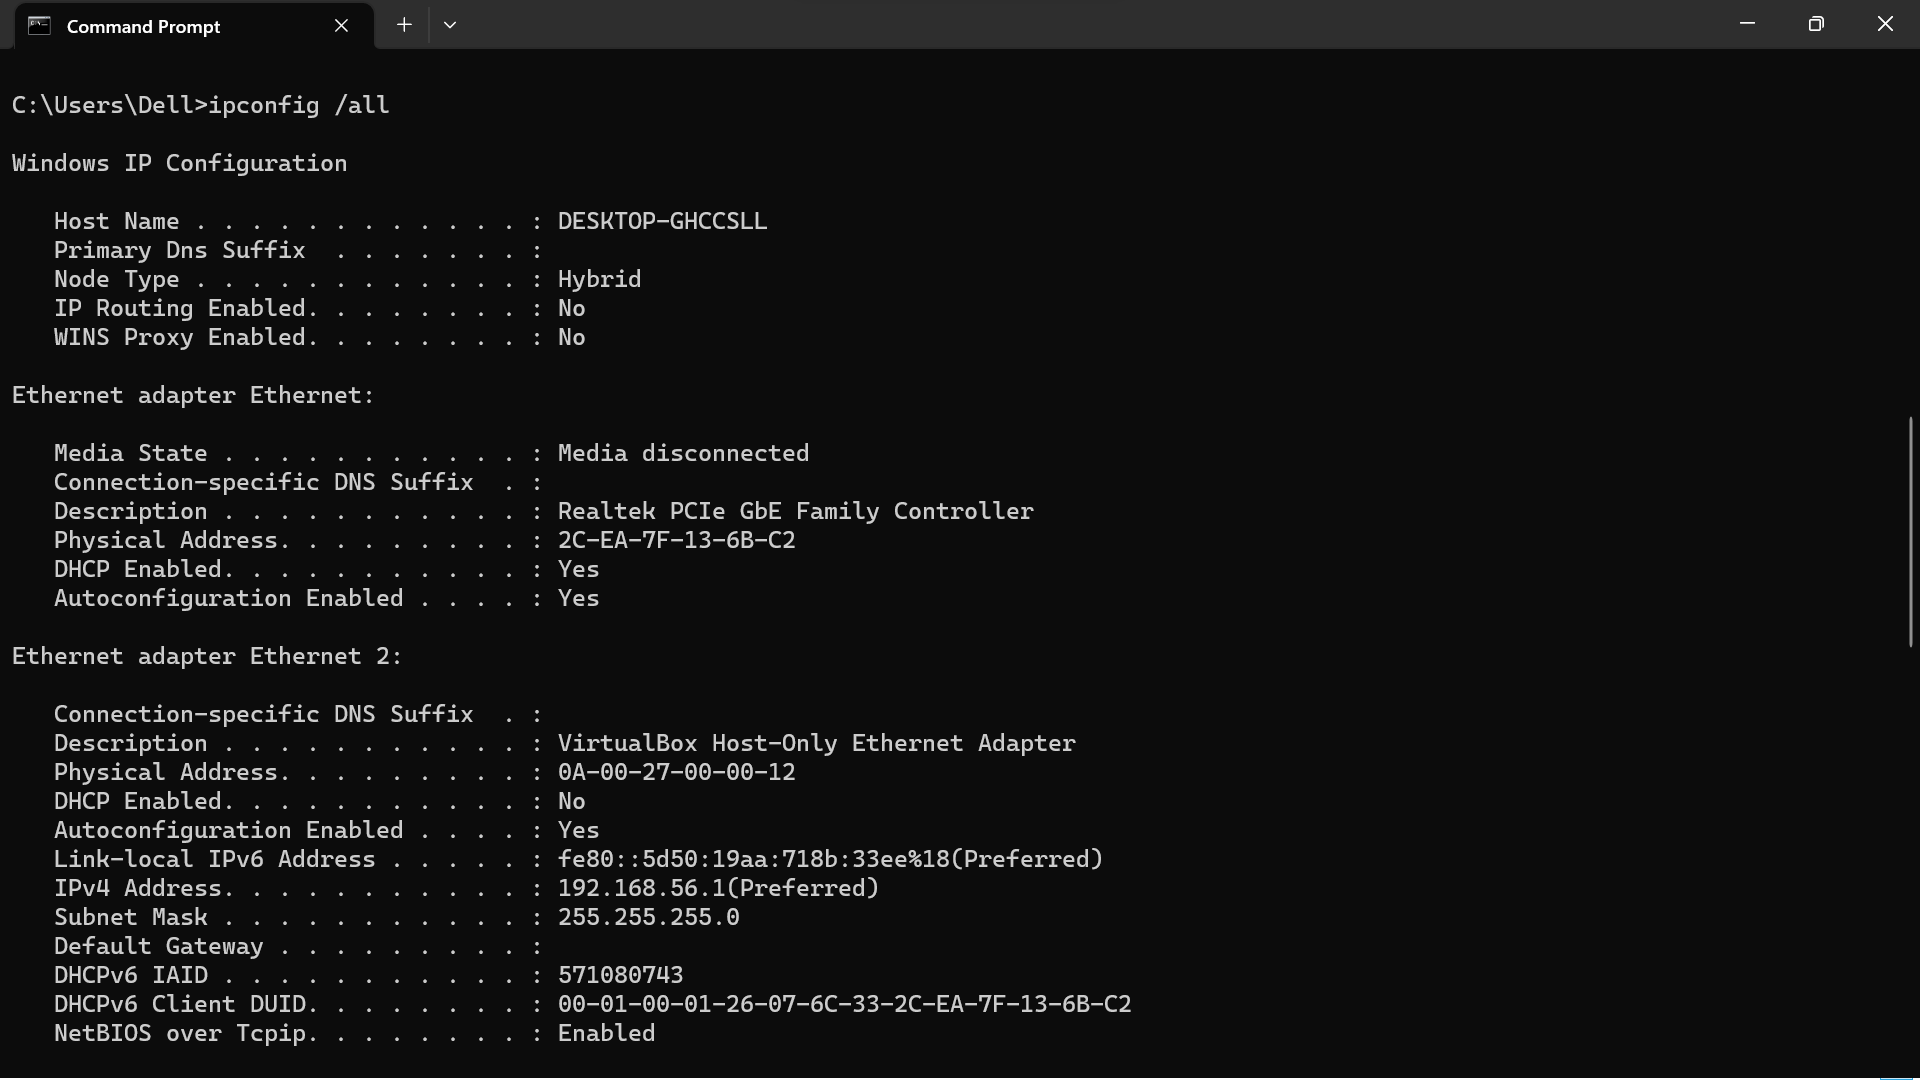 Command Prompt
C:\Users\Dell>ipconfig /all
Windows IP Configuration
Host Name . . . . . . . . . . . . : DESKTOP-GHCCSLL
Primary Dns Suffix  . . . . . . . :
Node Type . . . . . . . . . . . . : Hybrid
IP Routing Enabled. . . . . . . . : No
WINS Proxy Enabled. . . . . . . . : No
Ethernet adapter Ethernet:
Media State . . . . . . . . . . . : Media disconnected
Connection-specific DNS Suffix  . :
Description . . . . . . . . . . . : Realtek PCIe GbE Family Controller
Physical Address. . . . . . . . . : 2C-EA-7F-13-6B-C2
DHCP Enabled. . . . . . . . . . . : Yes
Autoconfiguration Enabled . . . . : Yes
Ethernet adapter Ethernet 2:
Connection-specific DNS Suffix  . :
Description . . . . . . . . . . . : VirtualBox Host-Only Ethernet Adapter
Physical Address. . . . . . . . . : 0A-00-27-00-00-12
DHCP Enabled. . . . . . . . . . . : No
Autoconfiguration Enabled . . . . : Yes
Link-local IPv6 Address . . . . . : fe80::5d50:19aa:718b:33ee%18(Preferred)
IPv4 Address. . . . . . . . . . . : 192.168.56.1(Preferred)
Subnet Mask . . . . . . . . . . . : 255.255.255.0
Default Gateway . . . . . . . . . :
DHCPv6 IAID . . . . . . . . . . . : 571080743
DHCPv6 Client DUID. . . . . . . . : 00-01-00-01-26-07-6C-33-2C-EA-7F-13-6B-C2
NetBIOS over Tcpip. . . . . . . . : Enabled